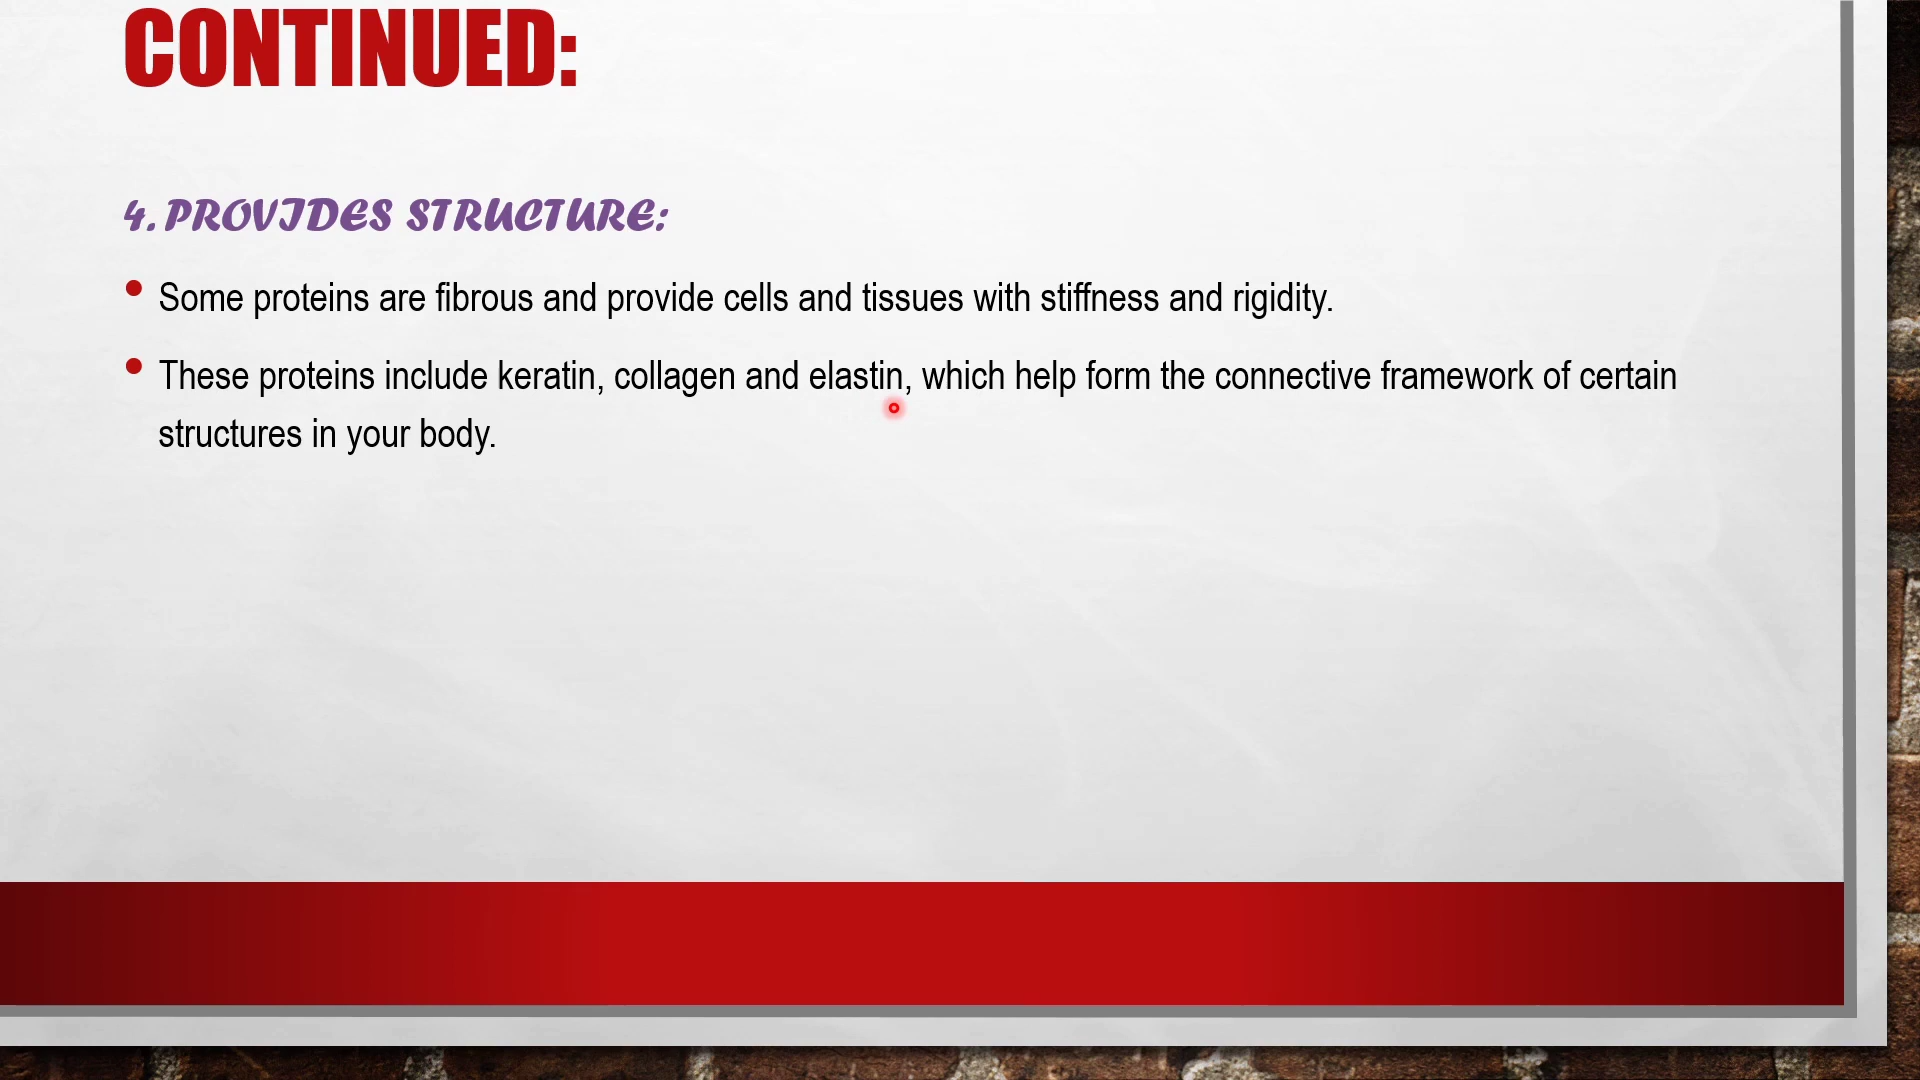 CONTINUED:
4. PROVIDES STRUCTURE:
• Some proteins are fibrous and provide cells and tissues with stiffness and rigidity.
• These proteins include keratin, collagen and elastin, which help form the connective framework of certain
structures in your body.